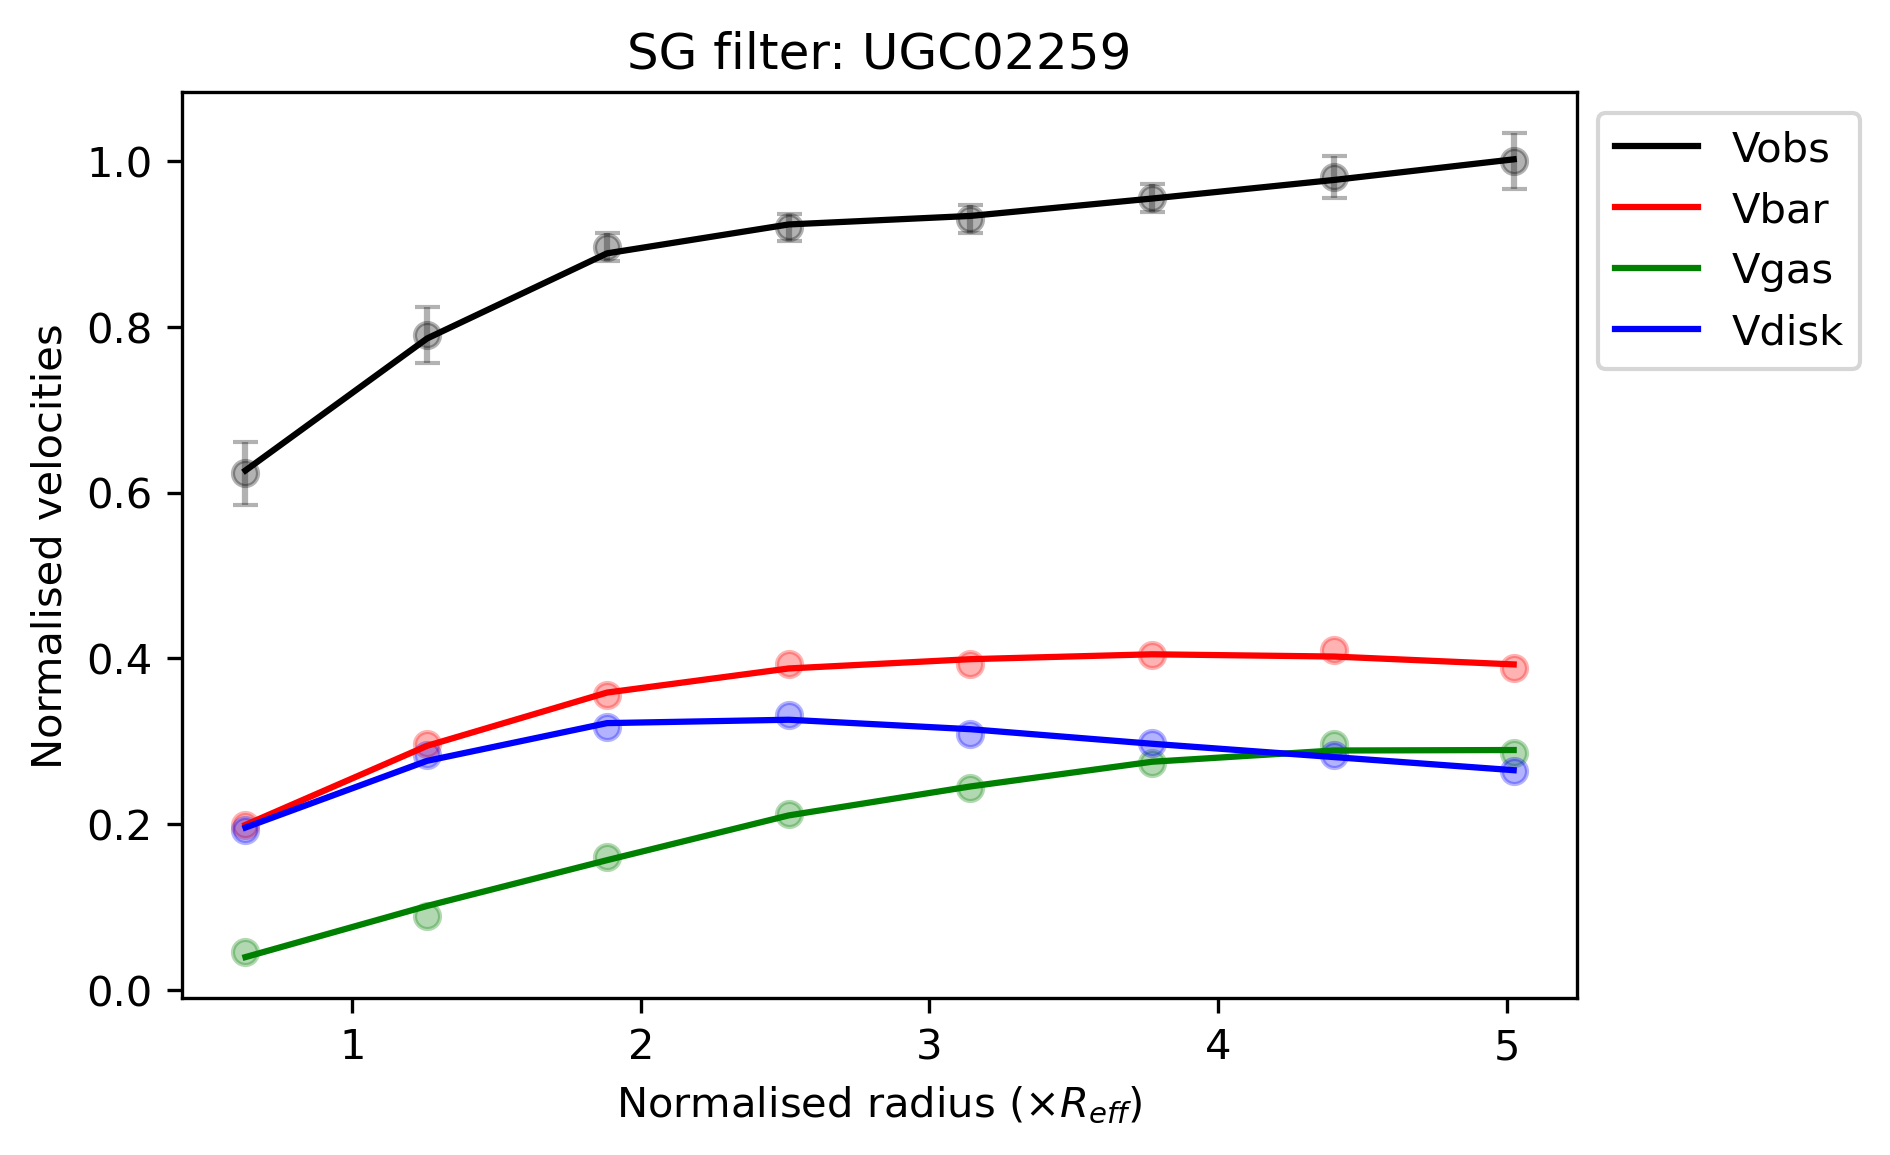 SG filter: UGC02259
Normalised velocities
1.0
0.8
0.6
0.4
0.2
0.0
1 2 3 4 5
Normalised radius (×R_eff)
Vobs
Vbar
Vgas
Vdisk